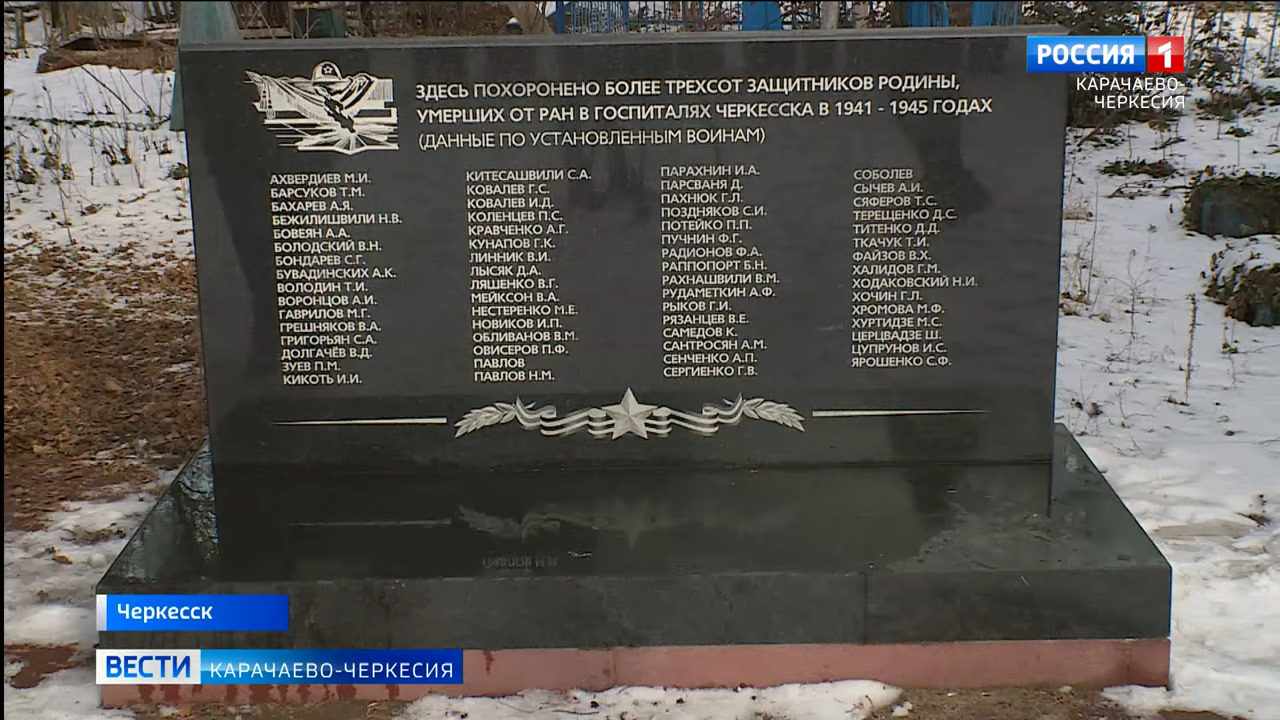 РОССИЯ 1
КАРАЧАЕВО-
ЧЕРКЕСИЯ
ЗДЕСЬ ПОХОРОНЕНО БОЛЕЕ ТРЕХСОТ ЗАЩИТНИКОВ РОДИНЫ,
УМЕРШИХ ОТ РАН В ГОСПИТАЛЯХ ЧЕРКЕССКА В 1941 - 1945 ГОДАХ
(ДАННЫЕ ПО УСТАНОВЛЕННЫМ ВОИНАМ)
АХВЕРДИЕВ М.И.
БАРСУКОВ Т.М.
БАХАРЕВ А.Я.
БЕЖИЛИШВИЛИ Н.В.
БОВЕЯН А.А.
БОЛОДСКИЙ В.Н.
БОНДАРЕВ С.Г.
БУВАДИНСКИХ А.К.
ВОЛОДИН Т.И.
ВОРОНЦОВ А.И.
ГАВРИЛОВ М.Г.
ГРЕШНЯКОВ В.А.
ГРИГОРЬЯН С.А.
ДОЛГАЧЁВ В.Д.
ЗУЕВ П.М.
КИКОТЬ И.И.
КИТЕСАШВИЛИ С.А.
КОВАЛЕВ Г.С.
КОВАЛЕВ И.Д.
КОЛЕНЦЕВ П.С.
КРАВЧЕНКО А.Г.
КУНАПОВ Г.К.
ЛИННИК В.И.
ЛЫСЯК Д.А.
ЛЯШЕНКО В.Г.
МЕЙКСОН В.А.
НЕСТЕРЕНКО М.Е.
НОВИКОВ И.П.
ОБЛИВАНОВ В.М.
ОВИСЕРОВ П.Ф.
ПАВЛОВ
ПАВЛОВ Н.М.
ПАРАХНИН И.А.
ПАРСВАНЯ Д.
ПАХНЮК Г.Л.
ПОЗДНЯКОВ С.И.
ПОТЕЙКО П.П.
ПУЧНИН Ф.Г.
РАДИОНОВ Ф.А.
РАППОПОРТ Б.Н.
РАХНАШВИЛИ В.М.
РУДАМЕТКИН А.Ф.
РЫКОВ Г.И.
РЯЗАНЦЕВ В.Е.
САМЕДОВ К.
САНТРОСЯН А.М.
СЕНЧЕНКО А.П.
СЕРГИЕНКО Г.В.
СОБОЛЕВ
СЫЧЕВ А.И.
СЯФЕРОВ Т.С.
ТЕРЕЩЕНКО Д.С.
ТИТЕНКО Д.Д.
ТКАЧУК Т.И.
ФАЙЗОВ В.Х.
ХАЛИДОВ Г.М.
ХОДАКОВСКИЙ Н.И.
ХОЧИН Г.Л.
ХРОМОВА М.Ф.
ХУРТИДЗЕ М.С.
ЦЕРЦВАДЗЕ Ш.
ЦУПРУНОВ И.С.
ЯРОШЕНКО С.Ф.
Черкесск
ВЕСТИ КАРАЧАЕВО-ЧЕРКЕСИЯ